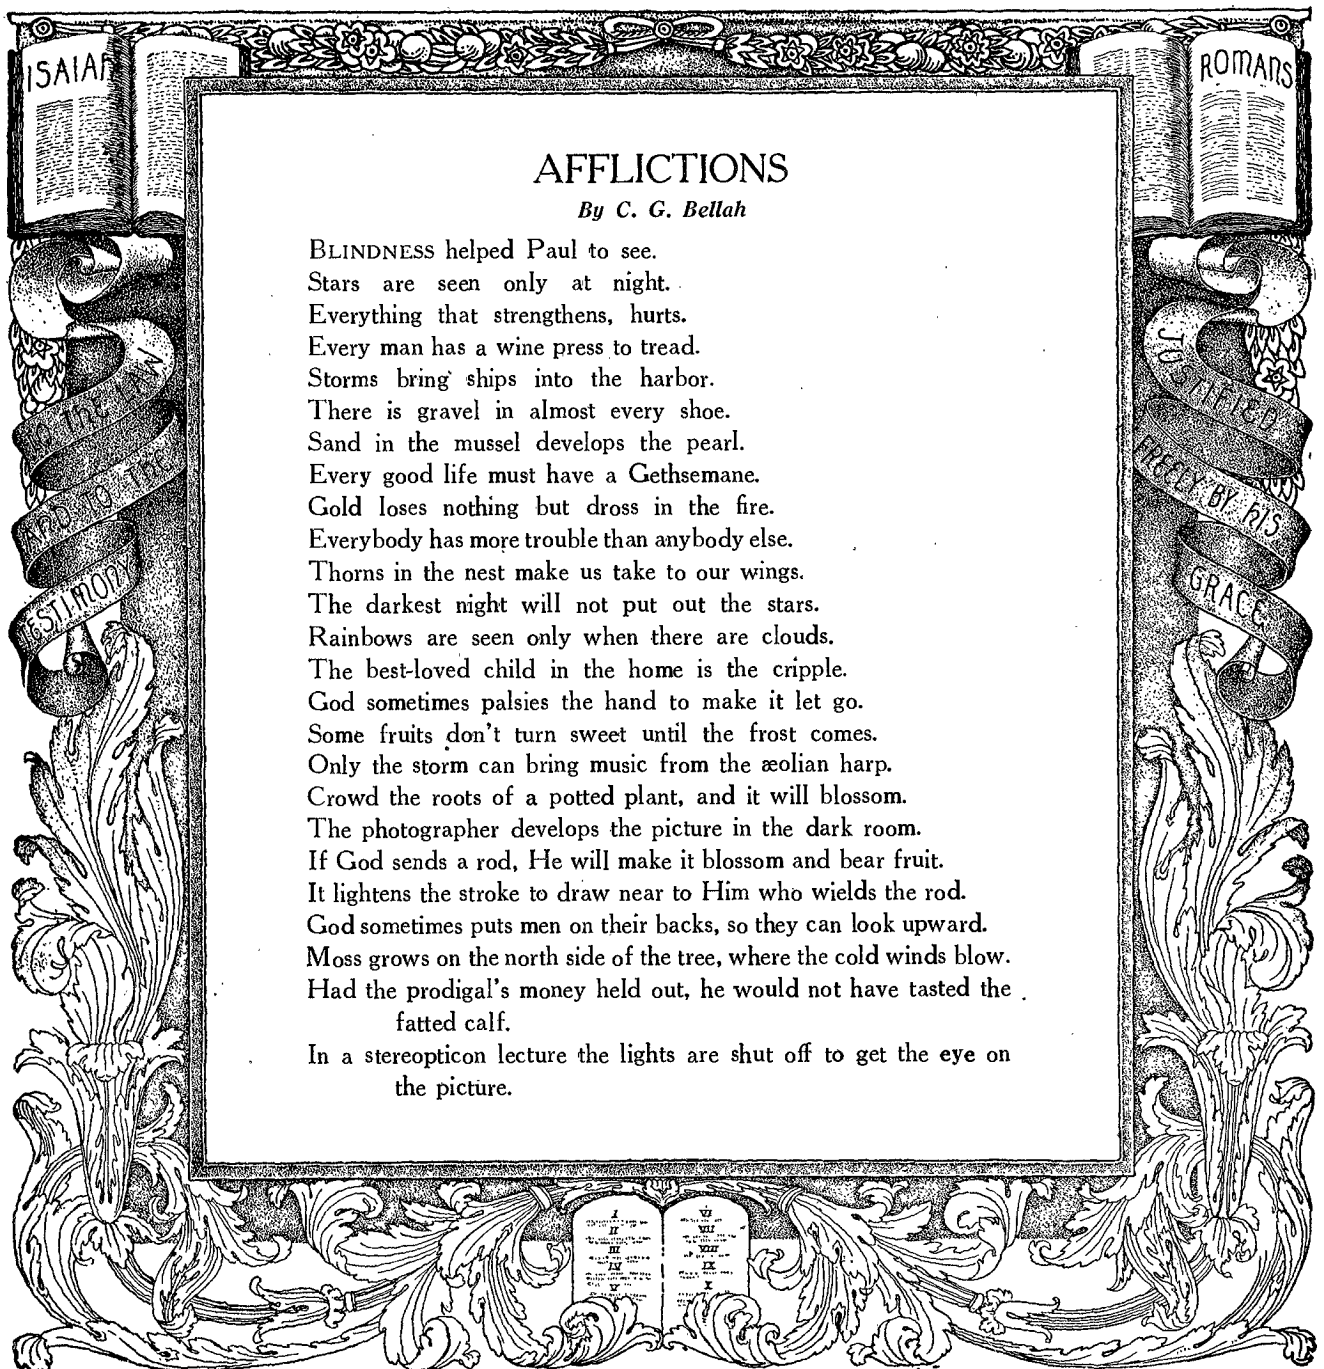 ISAIAH
ROMANS
AFFLICTIONS
By C. G. Bellah
BLINDNESS helped Paul to see.
Stars are seen only at night.
Everything that strengthens, hurts.
Every man has a wine press to tread.
Storms bring ships into the harbor.
There is gravel in almost every shoe.
Sand in the mussel develops the pearl.
Every good life must have a Gethsemane.
Gold loses nothing but dross in the fire.
Everybody has more trouble than anybody else.
Thorns in the nest make us take to our wings.
The darkest night will not put out the stars.
Rainbows are seen only when there are clouds.
The best-loved child in the home is the cripple.
God sometimes palsies the hand to make it let go.
Some fruits don't turn sweet until the frost comes.
Only the storm can bring music from the æolian harp.
Crowd the roots of a potted plant, and it will blossom.
The photographer develops the picture in the dark room.
If God sends a rod, He will make it blossom and bear fruit.
It lightens the stroke to draw near to Him who wields the rod.
God sometimes puts men on their backs, so they can look upward.
Moss grows on the north side of the tree, where the cold winds blow.
Had the prodigal's money held out, he would not have tasted the
fatted calf.
In a stereopticon lecture the lights are shut off to get the eye on
the picture.
TO THE LAW
AND TO THE
TESTIMONY
JUSTIFIED
FREELY BY HIS
GRACE
I
II
III
IV
V
VI
VII
VIII
IX
X